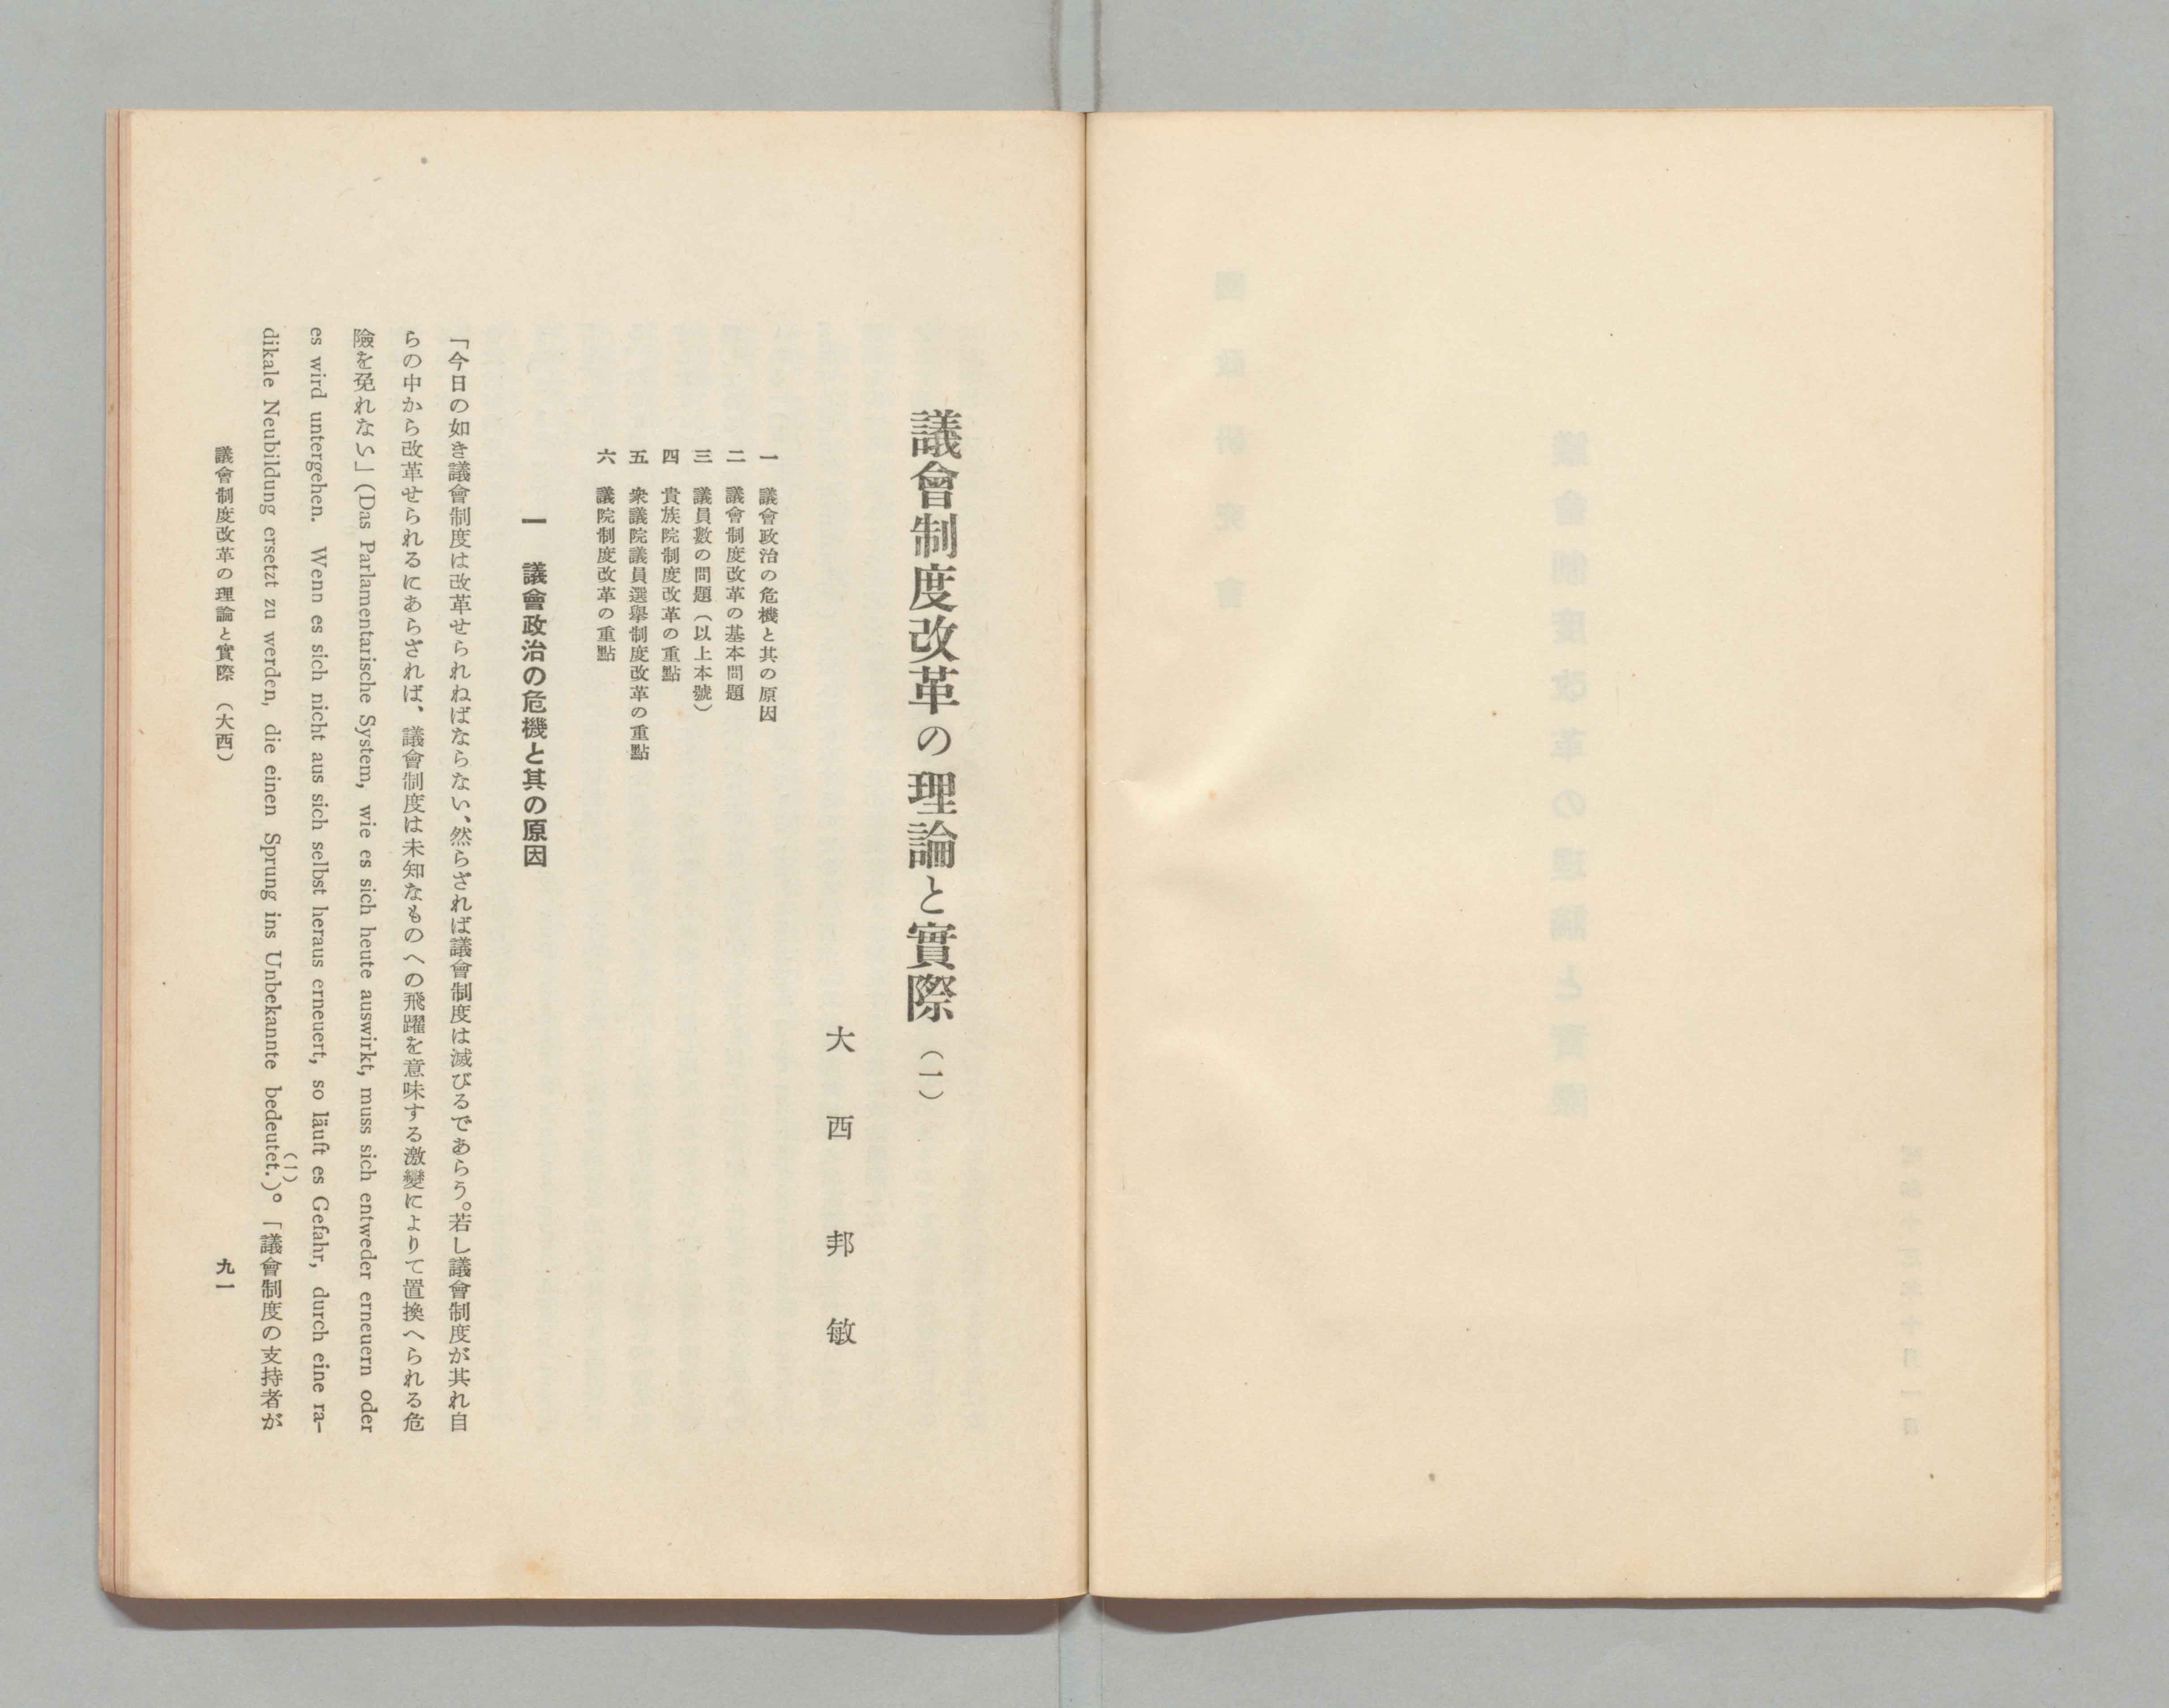 議會制度改革の理論と實際（一）
大西邦敏
一　議會政治の危機と其の原因
二　議會制度改革の基本問題
三　議員數の問題（以上本號）
四　貴族院制度改革の重點
五　衆議院議員選擧制度改革の重點
六　議院制度改革の重點
一　議會政治の危機と其の原因
「今日の如き議會制度は改革せられねばならない、然らざれば議會制度は滅びるであらう。若し議會制度が其れ自
らの中から改革せられるにあらざれば、議會制度は未知なものへの飛躍を意味する激變によりて置換へられる危
險を免れない」（Das Parlamentarische System, wie es sich heute auswirkt, muss sich entweder erneuern oder
es wird untergehen. Wenn es sich nicht aus sich selbst heraus erneuert, so läuft es Gefahr, durch eine ra-
dikale Neubildung ersetzt zu werden, die einen Sprung ins Unbekannte bedeutet.）(1)。「議會制度の支持者が
議會制度改革の理論と實際（大西）
九一